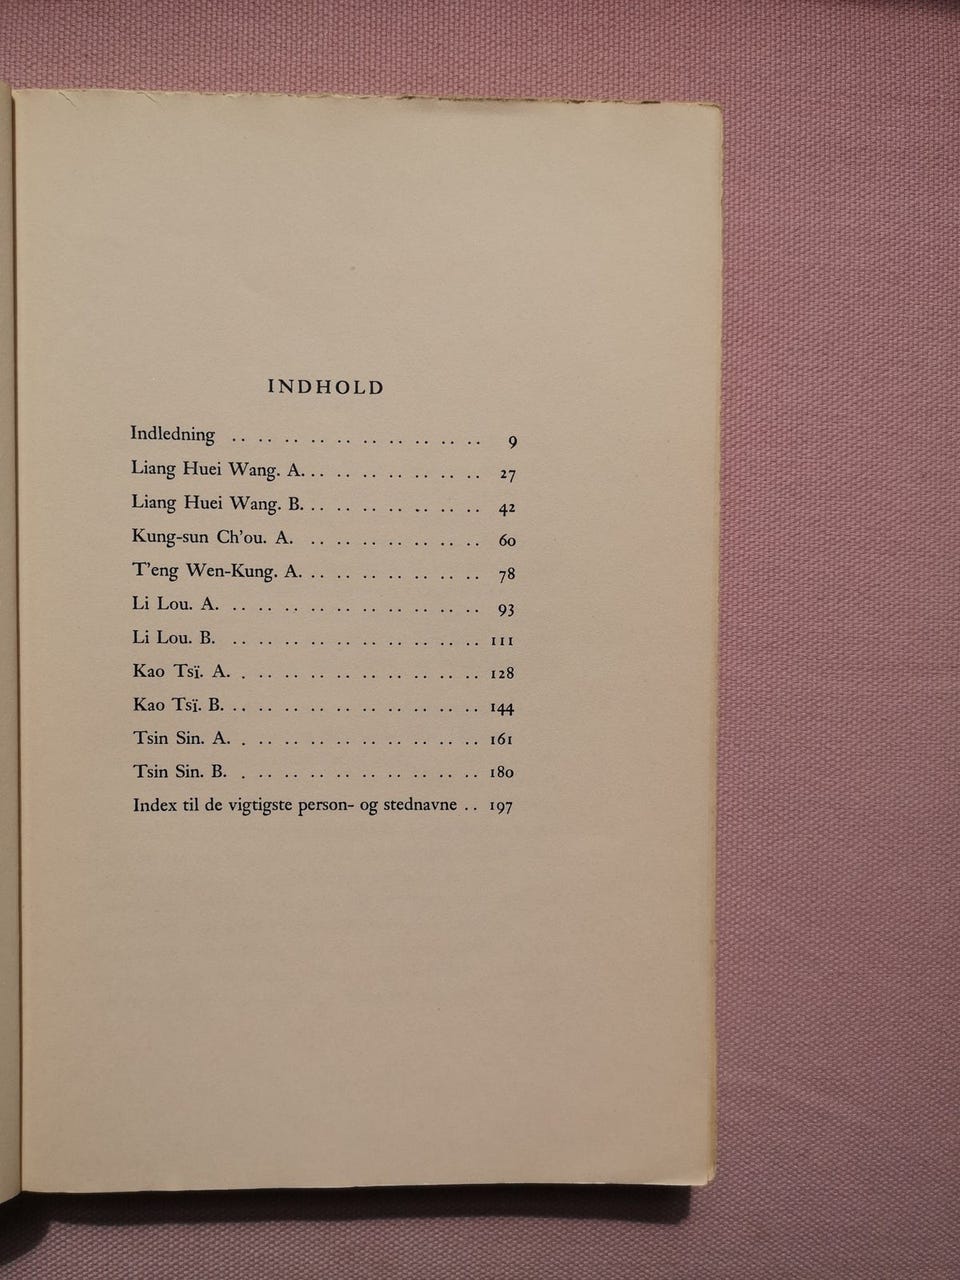 INDHOLD
Indledning .. .. .. .. .. .. .. .. .. .. 9
Liang Huei Wang. A. .. .. .. .. .. .. .. 27
Liang Huei Wang. B. .. .. .. .. .. .. .. 42
Kung-sun Ch'ou. A. .. .. .. .. .. .. .. 60
T'eng Wen-Kung. A. .. .. .. .. .. .. .. 78
Li Lou. A. .. .. .. .. .. .. .. .. .. .. 93
Li Lou. B. .. .. .. .. .. .. .. .. .. .. 111
Kao Tsï. A. . .. .. .. .. .. .. .. .. .. 128
Kao Tsï. B. .. .. .. .. .. .. .. .. .. .. 144
Tsin Sin. A. . .. .. .. .. .. .. .. .. .. 161
Tsin Sin. B. . .. .. .. .. .. .. .. .. .. 180
Index til de vigtigste person- og stednavne .. 197